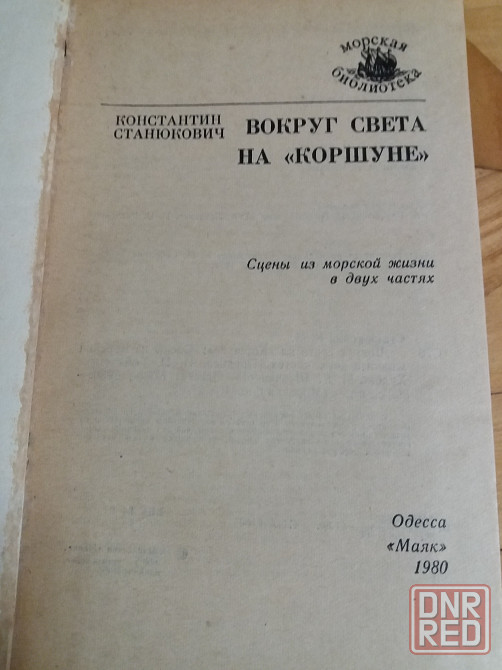 морская
библиотека
КОНСТАНТИН
СТАНЮКОВИЧ
ВОКРУГ СВЕТА
НА «КОРШУНЕ»
Сцены из морской жизни
в двух частях
Одесса
«Маяк»
1980
DNR
RED